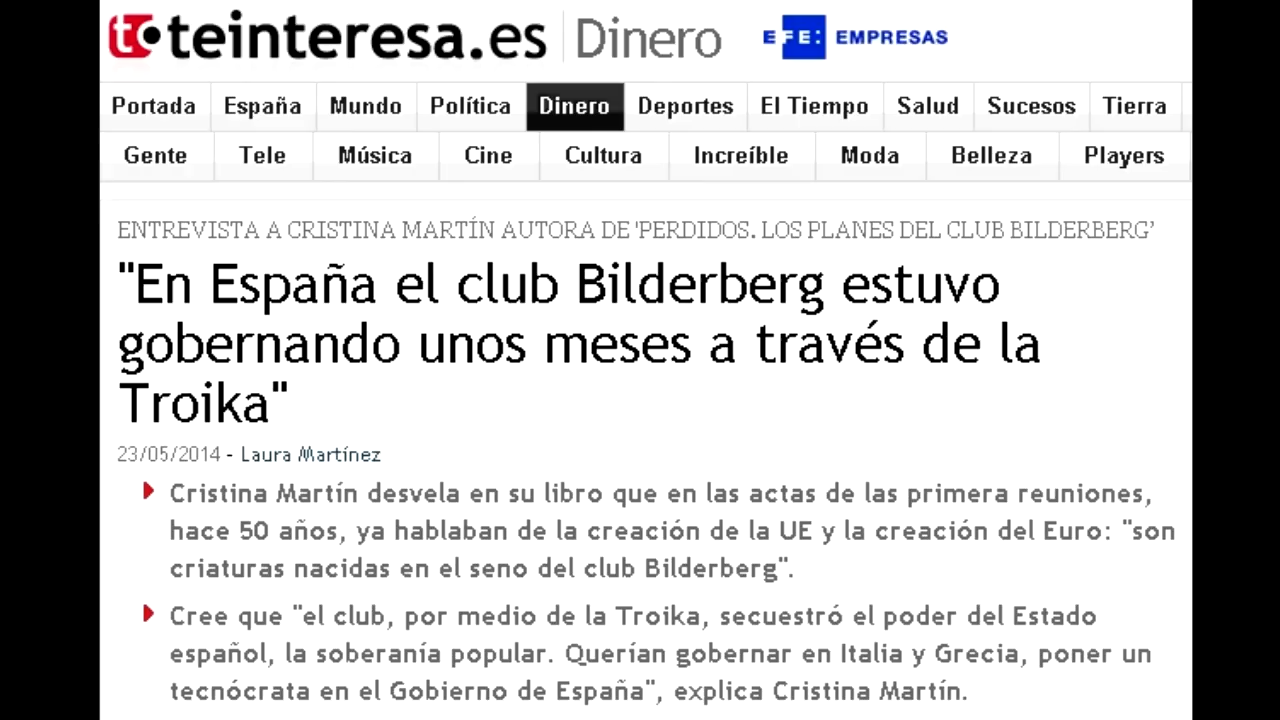 teinteresa.es Dinero EFE: EMPRESAS
Portada España Mundo Política Dinero Deportes El Tiempo Salud Sucesos Tierra
Gente Tele Música Cine Cultura Increíble Moda Belleza Players
ENTREVISTA A CRISTINA MARTÍN AUTORA DE 'PERDIDOS. LOS PLANES DEL CLUB BILDERBERG’
"En España el club Bilderberg estuvo
gobernando unos meses a través de la
Troika"
23/05/2014 - Laura Martínez
Cristina Martín desvela en su libro que en las actas de las primera reuniones,
hace 50 años, ya hablaban de la creación de la UE y la creación del Euro: "son
criaturas nacidas en el seno del club Bilderberg".
Cree que "el club, por medio de la Troika, secuestró el poder del Estado
español, la soberanía popular. Querían gobernar en Italia y Grecia, poner un
tecnócrata en el Gobierno de España", explica Cristina Martín.